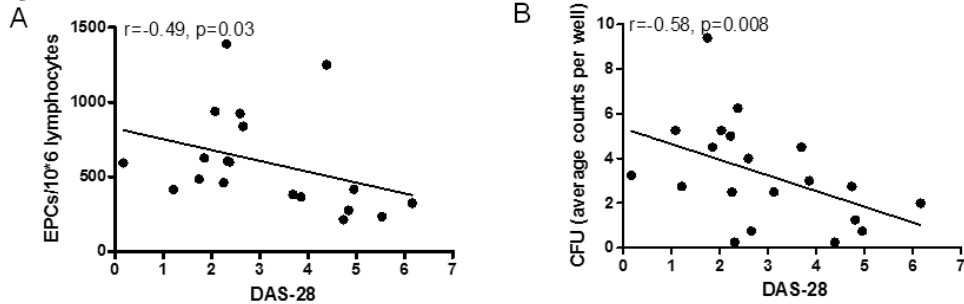 A
r=-0.49, p=0.03
EPCs/10*6 lymphocytes
1500
1000
500
0
0 1 2 3 4 5 6 7
DAS-28
B
r=-0.58, p=0.008
CFU (average counts per well)
10
8
6
4
2
0
0 1 2 3 4 5 6 7
DAS-28